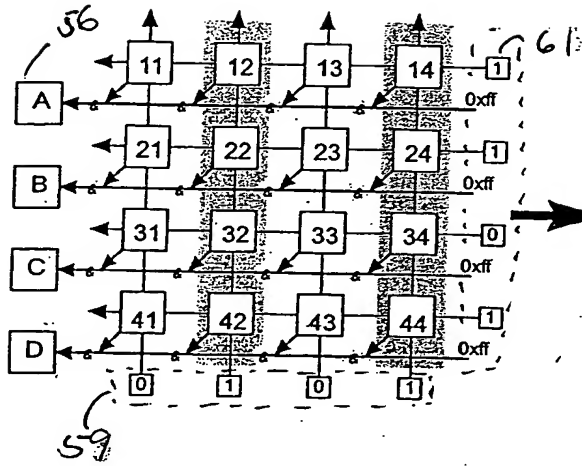 56
61
11 12 13 14 1
A & & & & 0xff
21 22 23 24 1
B & & & & 0xff
31 32 33 34 0
C & & & & 0xff
41 42 43 44 1
D & & & & 0xff
0 1 0 1
59